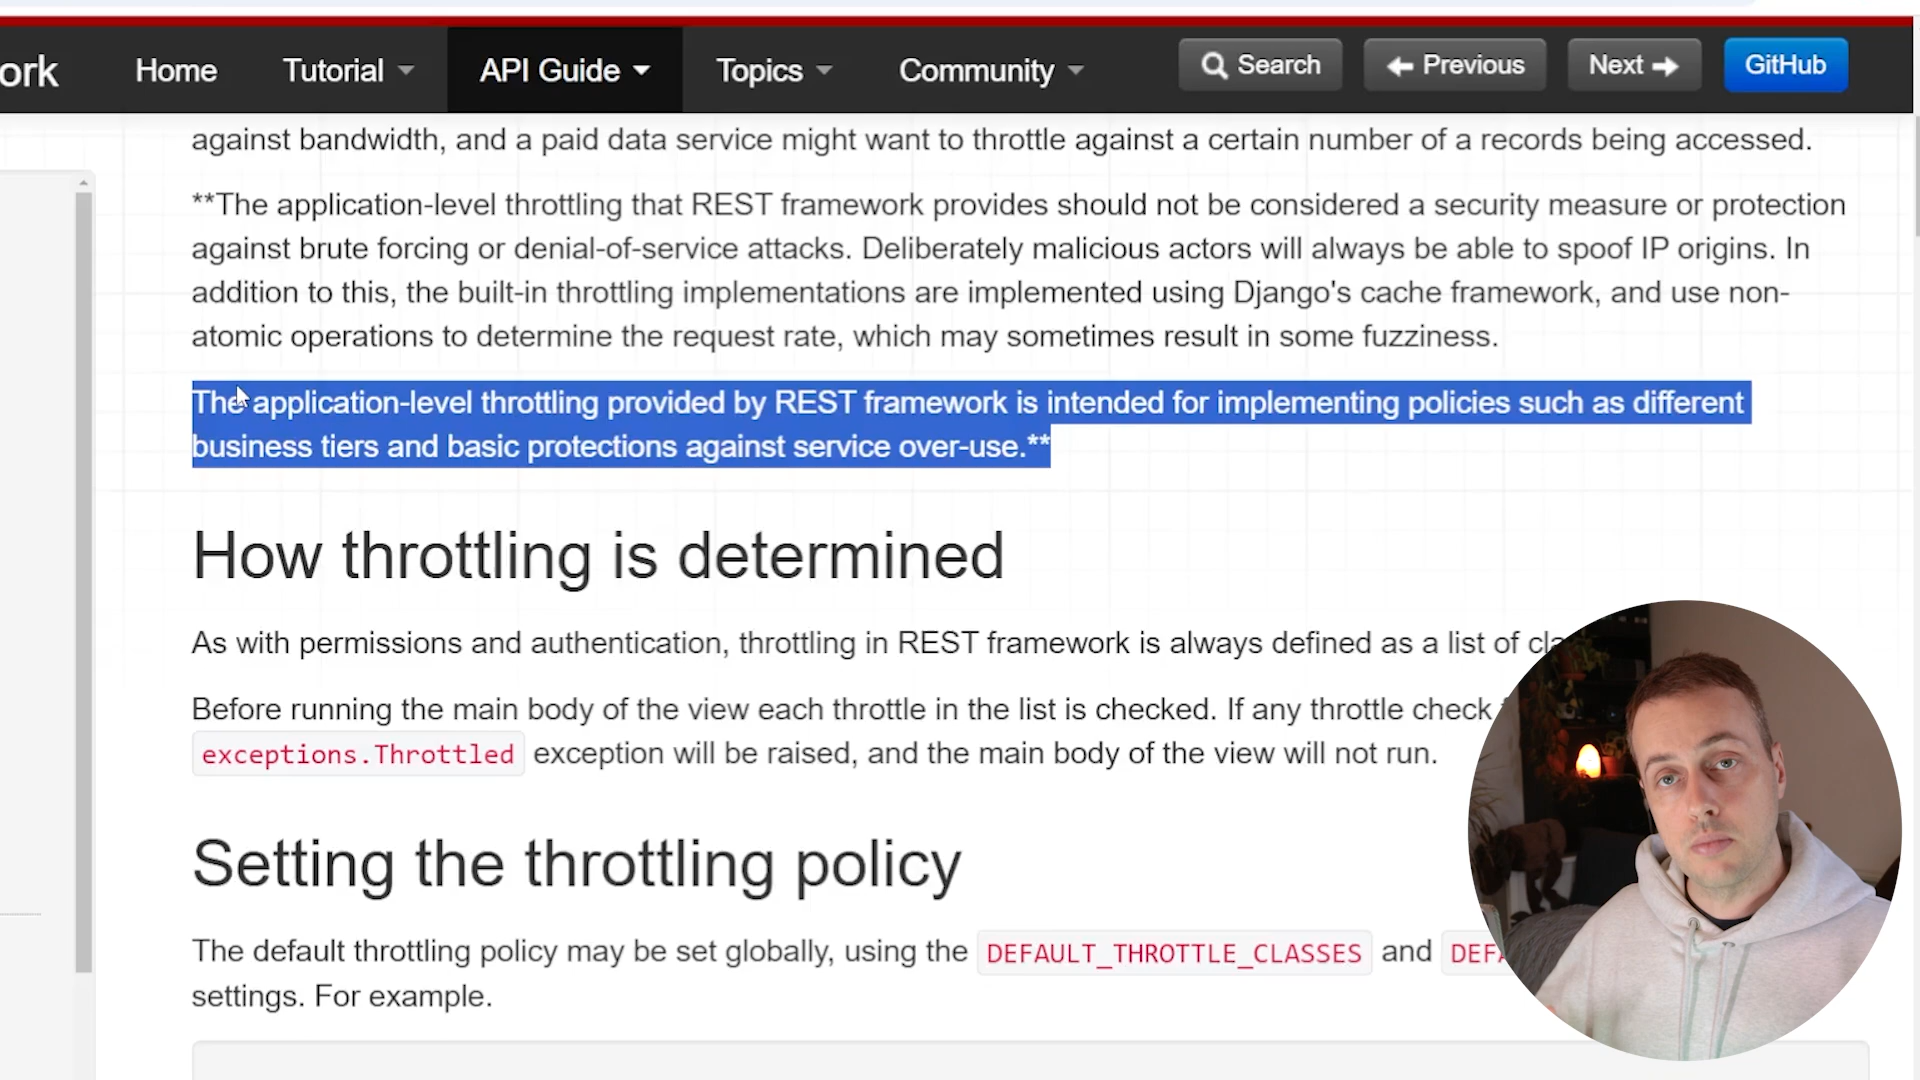 ork Home Tutorial API Guide Topics Community Search Previous Next GitHub
against bandwidth, and a paid data service might want to throttle against a certain number of a records being accessed.
**The application-level throttling that REST framework provides should not be considered a security measure or protection
against brute forcing or denial-of-service attacks. Deliberately malicious actors will always be able to spoof IP origins. In
addition to this, the built-in throttling implementations are implemented using Django's cache framework, and use non-
atomic operations to determine the request rate, which may sometimes result in some fuzziness.
The application-level throttling provided by REST framework is intended for implementing policies such as different
business tiers and basic protections against service over-use.**
How throttling is determined
As with permissions and authentication, throttling in REST framework is always defined as a list of cla
Before running the main body of the view each throttle in the list is checked. If any throttle check
exceptions.Throttled exception will be raised, and the main body of the view will not run.
Setting the throttling policy
The default throttling policy may be set globally, using the DEFAULT_THROTTLE_CLASSES and DEFA
settings. For example.